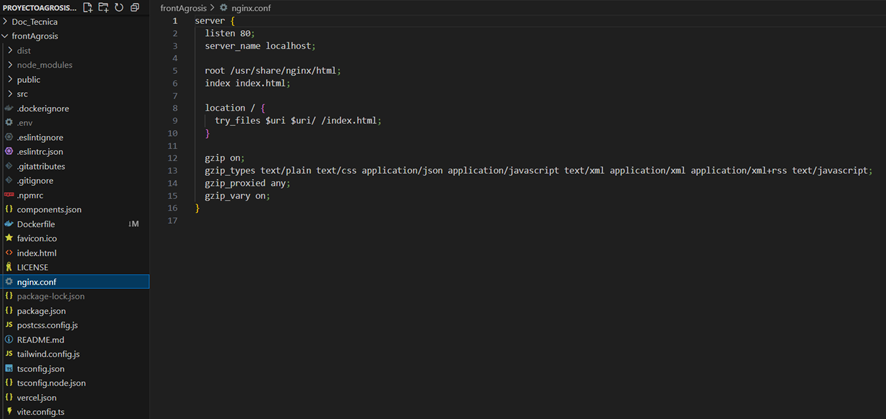 PROYECTOAGROSIS...
Doc_Tecnica
frontAgrosis
dist
node_modules
public
src
.dockerignore
.env
.eslintignore
.eslintrc.json
.gitattributes
.gitignore
.npmrc
components.json
Dockerfile ↓M
favicon.ico
index.html
LICENSE
nginx.conf
package-lock.json
package.json
postcss.config.js
README.md
tailwind.config.js
tsconfig.json
tsconfig.node.json
vercel.json
vite.config.ts
frontAgrosis > nginx.conf
1 server {
2   listen 80;
3   server_name localhost;
4
5   root /usr/share/nginx/html;
6   index index.html;
7
8   location / {
9     try_files $uri $uri/ /index.html;
10   }
11
12   gzip on;
13   gzip_types text/plain text/css application/json application/javascript text/xml application/xml application/xml+rss text/javascript;
14   gzip_proxied any;
15   gzip_vary on;
16 }
17